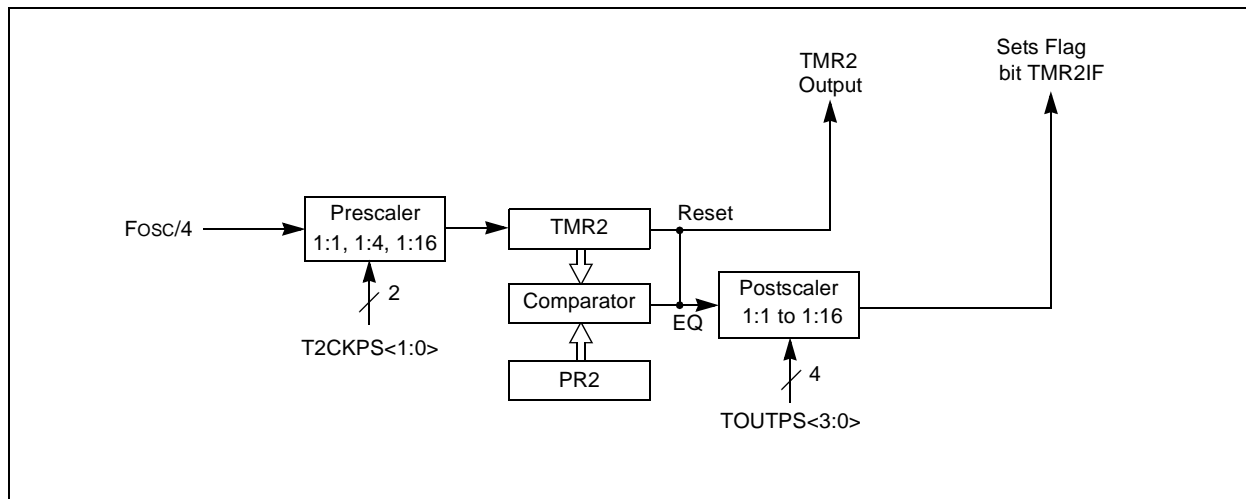 TMR2
Output
Sets Flag
bit TMR2IF
Fosc/4
Prescaler
1:1, 1:4, 1:16
2
T2CKPS<1:0>
TMR2
Reset
Comparator
EQ
PR2
Postscaler
1:1 to 1:16
4
TOUTPS<3:0>